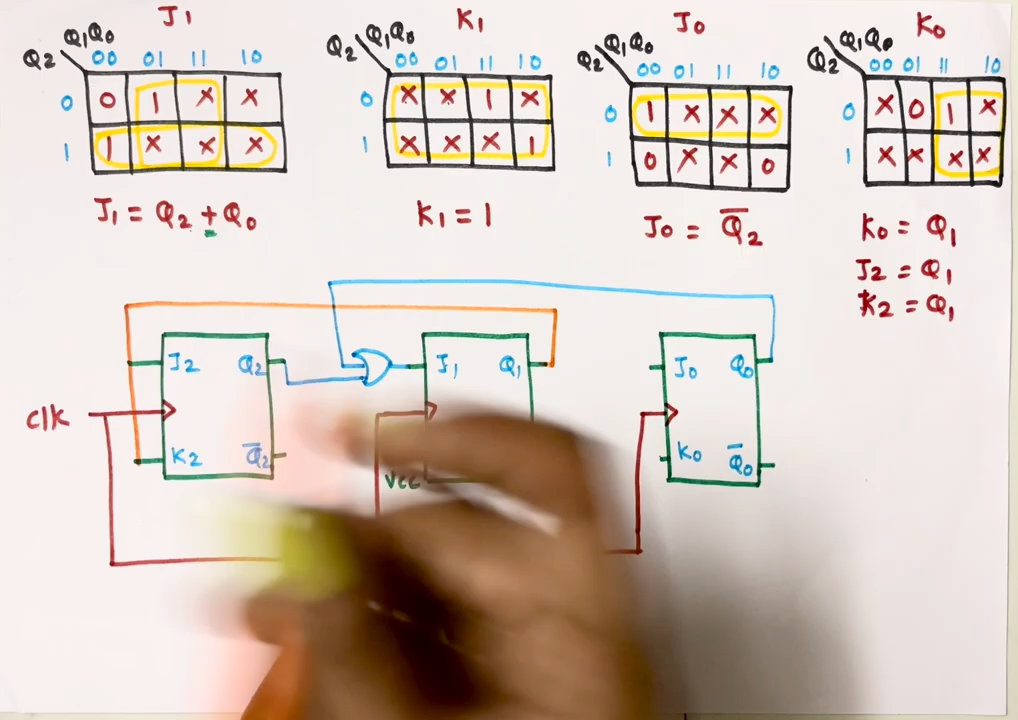 J1 K1 J0 K0
Q2 Q1Q0 00 01 11 10
0 0 1 X X
1 1 X X X
J1 = Q2 + Q0
Q2 Q1Q0 00 01 11 10
0 X X 1 X
1 X X X 1
K1 = 1
Q2 Q1Q0 00 01 11 10
0 1 X X X
1 0 X X 0
J0 = Q̅2
Q2 Q1Q0 00 01 11 10
0 X 0 1 X
1 X X X X
K0 = Q1
J2 = Q1
K2 = Q1
J2 Q2 J1 Q1 J0 Q0
Clk
K2 Q̅2 VCC K0 Q̅0